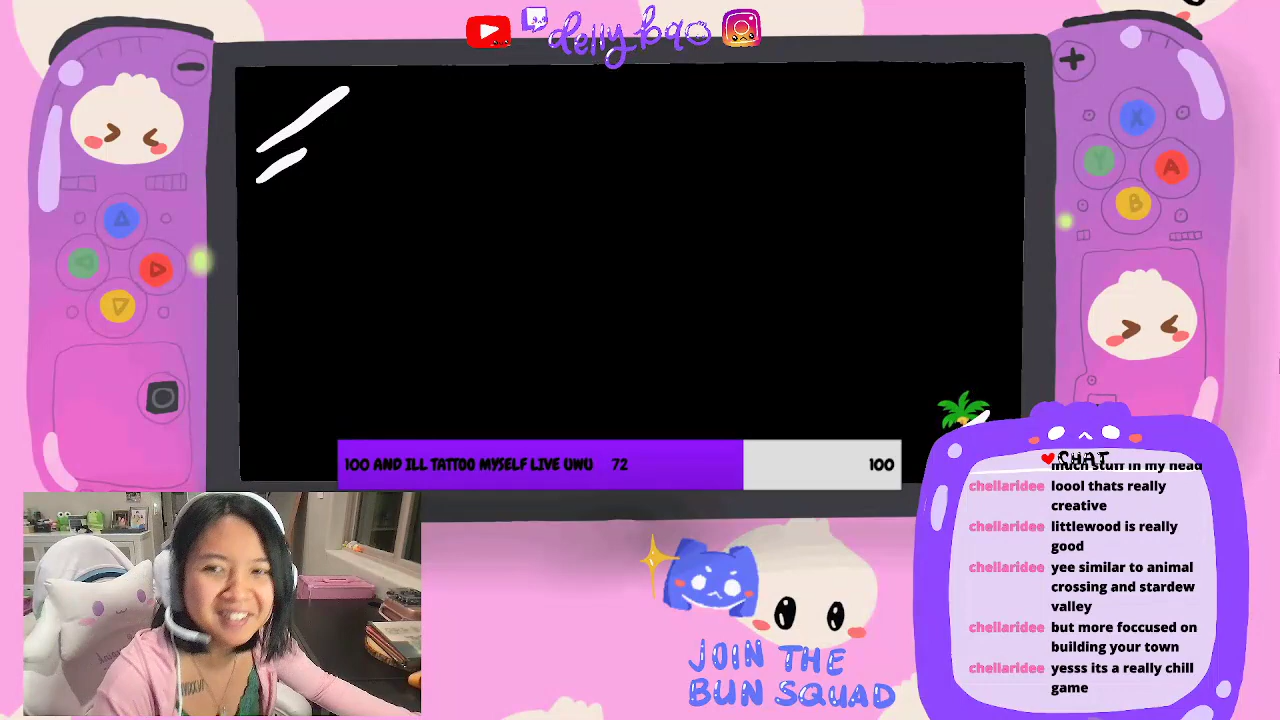 dellybao
X
Y
A
B
100 AND ILL TATTOO MYSELF LIVE UWU 72 100
CHAT
much stuff in my head
chellaridee loool thats really
creative
chellaridee littlewood is really
good
chellaridee yee similar to animal
crossing and stardew
valley
chellaridee but more foccused on
building your town
chellaridee yesss its a really chill
game
JOIN THE
BUN SQUAD